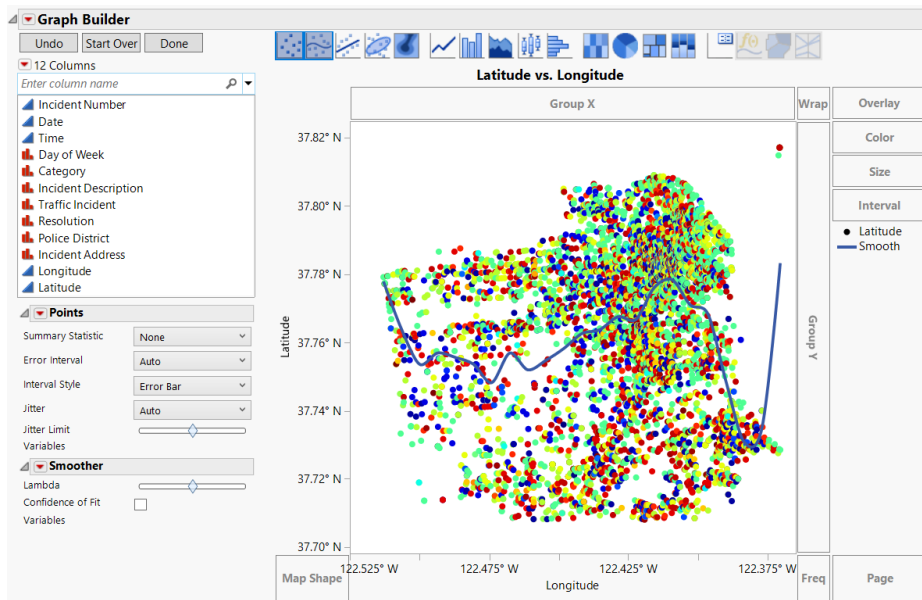 Graph Builder
Undo Start Over Done
12 Columns
Enter column name
Incident Number
Date
Time
Day of Week
Category
Incident Description
Traffic Incident
Resolution
Police District
Incident Address
Longitude
Latitude
Points
Summary Statistic None
Error Interval Auto
Interval Style Error Bar
Jitter Auto
Jitter Limit
Variables
Smoother
Lambda
Confidence of Fit
Variables
Latitude vs. Longitude
Group X
Wrap
Overlay
Color
Size
Interval
Latitude
Smooth
37.82° N
37.80° N
37.78° N
37.76° N
37.74° N
37.72° N
37.70° N
Latitude
Group Y
Map Shape
122.525° W 122.475° W 122.425° W 122.375° W
Longitude
Freq
Page